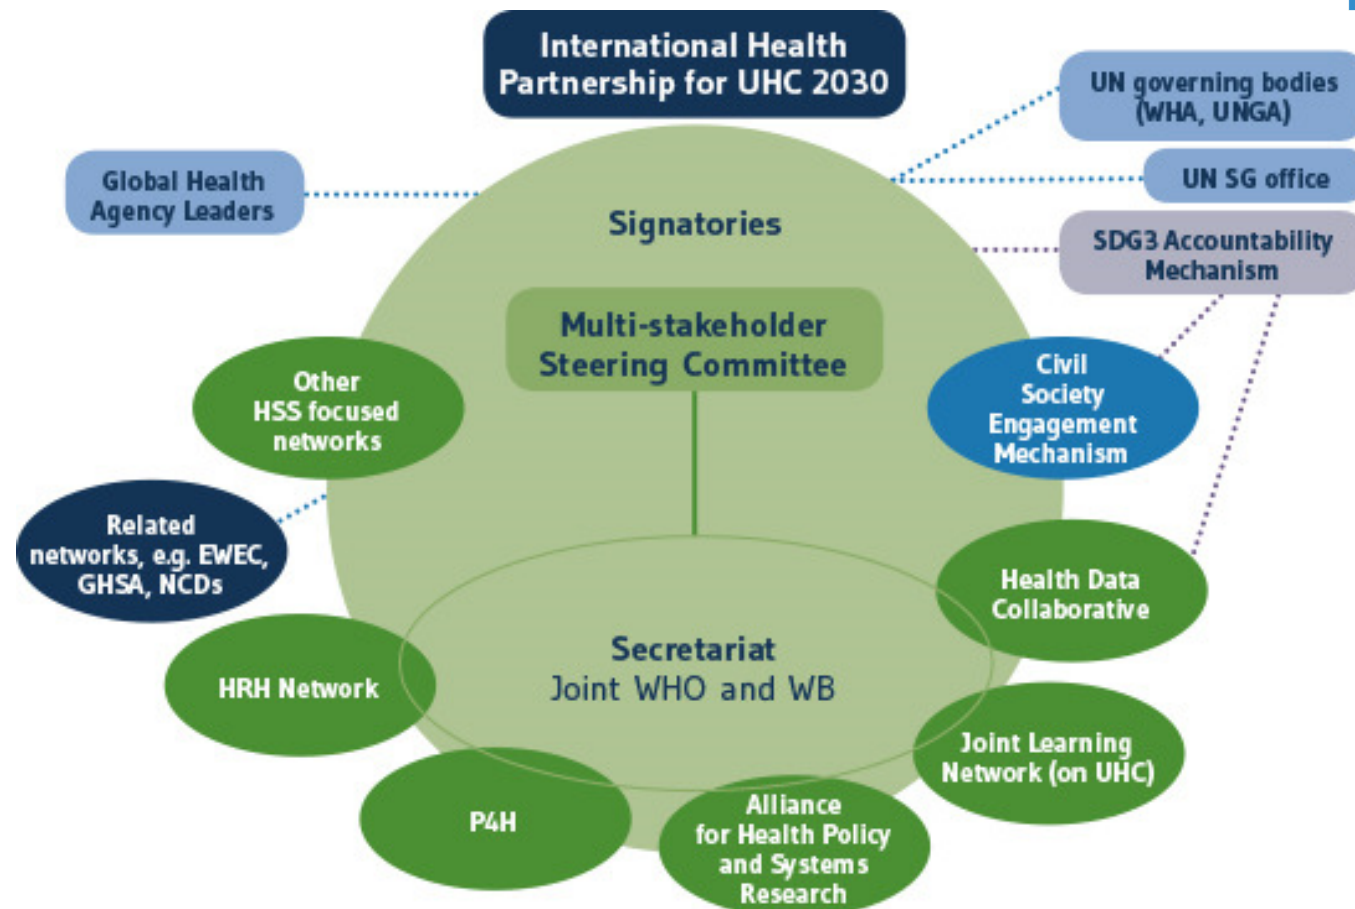 International Health
Partnership for UHC 2030
UN governing bodies
(WHA, UNGA)
Global Health
Agency Leaders
UN SG office
Signatories
SDG3 Accountability
Mechanism
Multi-stakeholder
Steering Committee
Other
HSS focused
networks
Civil
Society
Engagement
Mechanism
Related
networks, e.g. EWEC,
GHSA, NCDs
Health Data
Collaborative
Secretariat
Joint WHO and WB
HRH Network
Joint Learning
Network (on UHC)
P4H
Alliance
for Health Policy
and Systems
Research